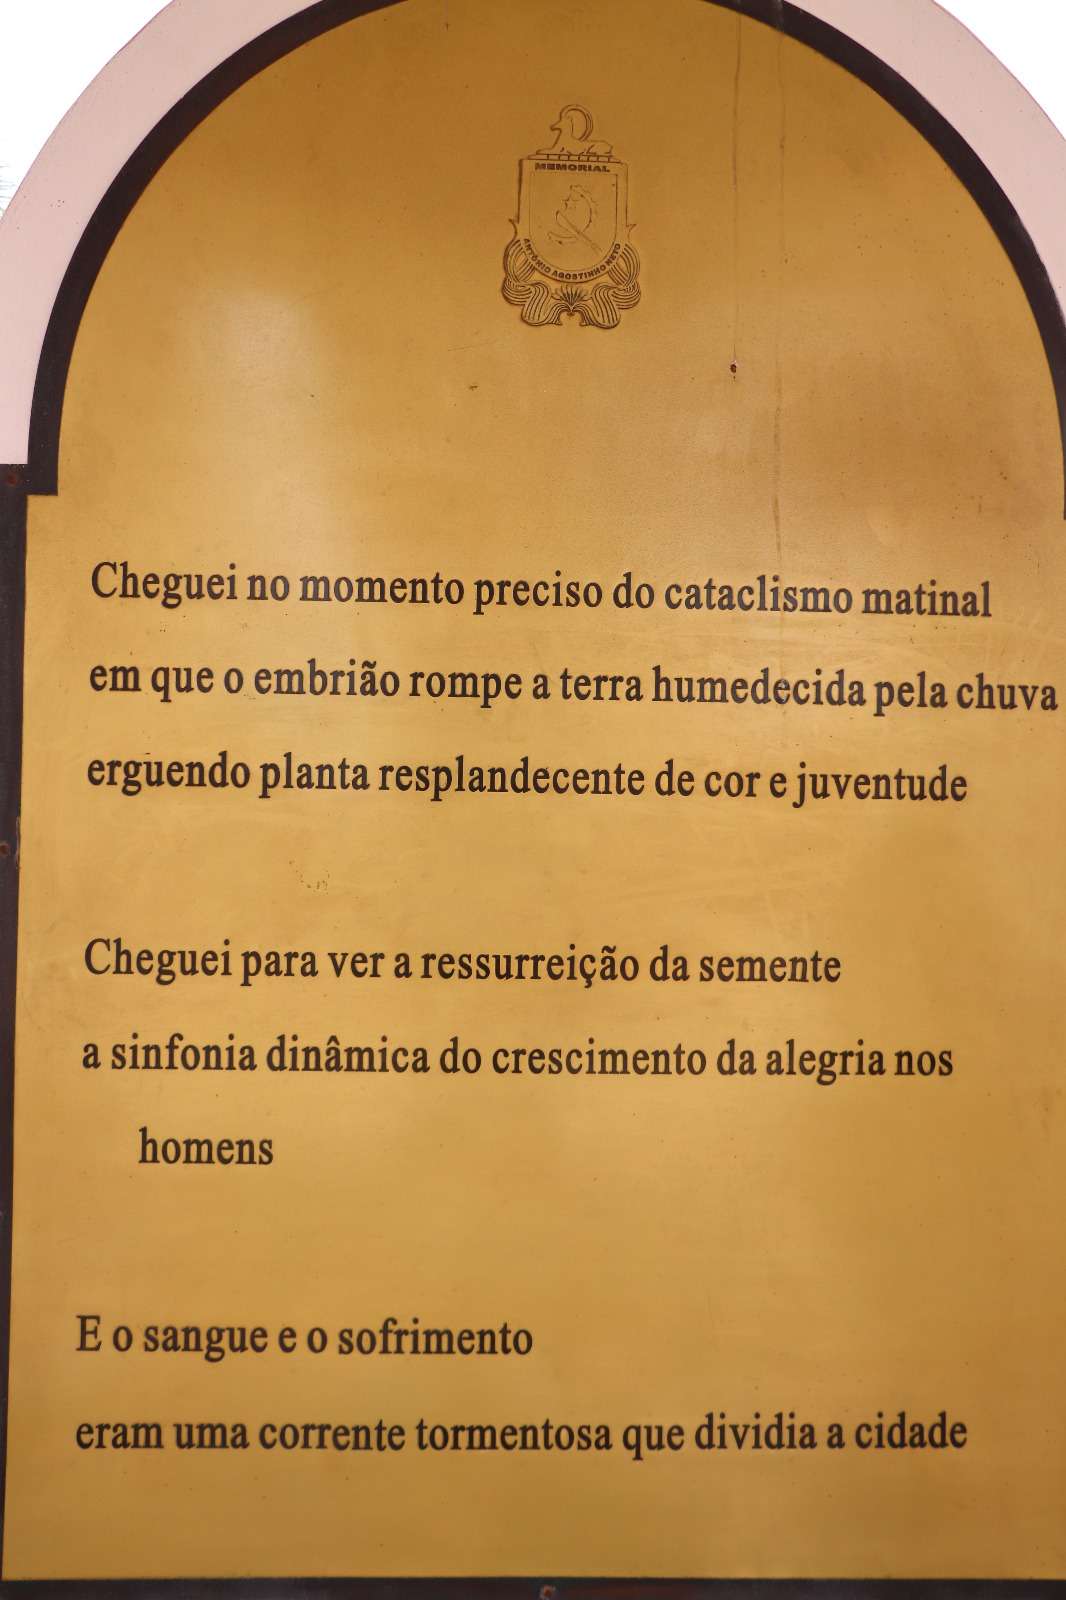 MEMORIAL
ANTÓNIO AGOSTINHO NETO
Cheguei no momento preciso do cataclismo matinal
em que o embrião rompe a terra humedecida pela chuva
erguendo planta resplandecente de cor e juventude
Cheguei para ver a ressurreição da semente
a sinfonia dinâmica do crescimento da alegria nos
homens
E o sangue e o sofrimento
eram uma corrente tormentosa que dividia a cidade